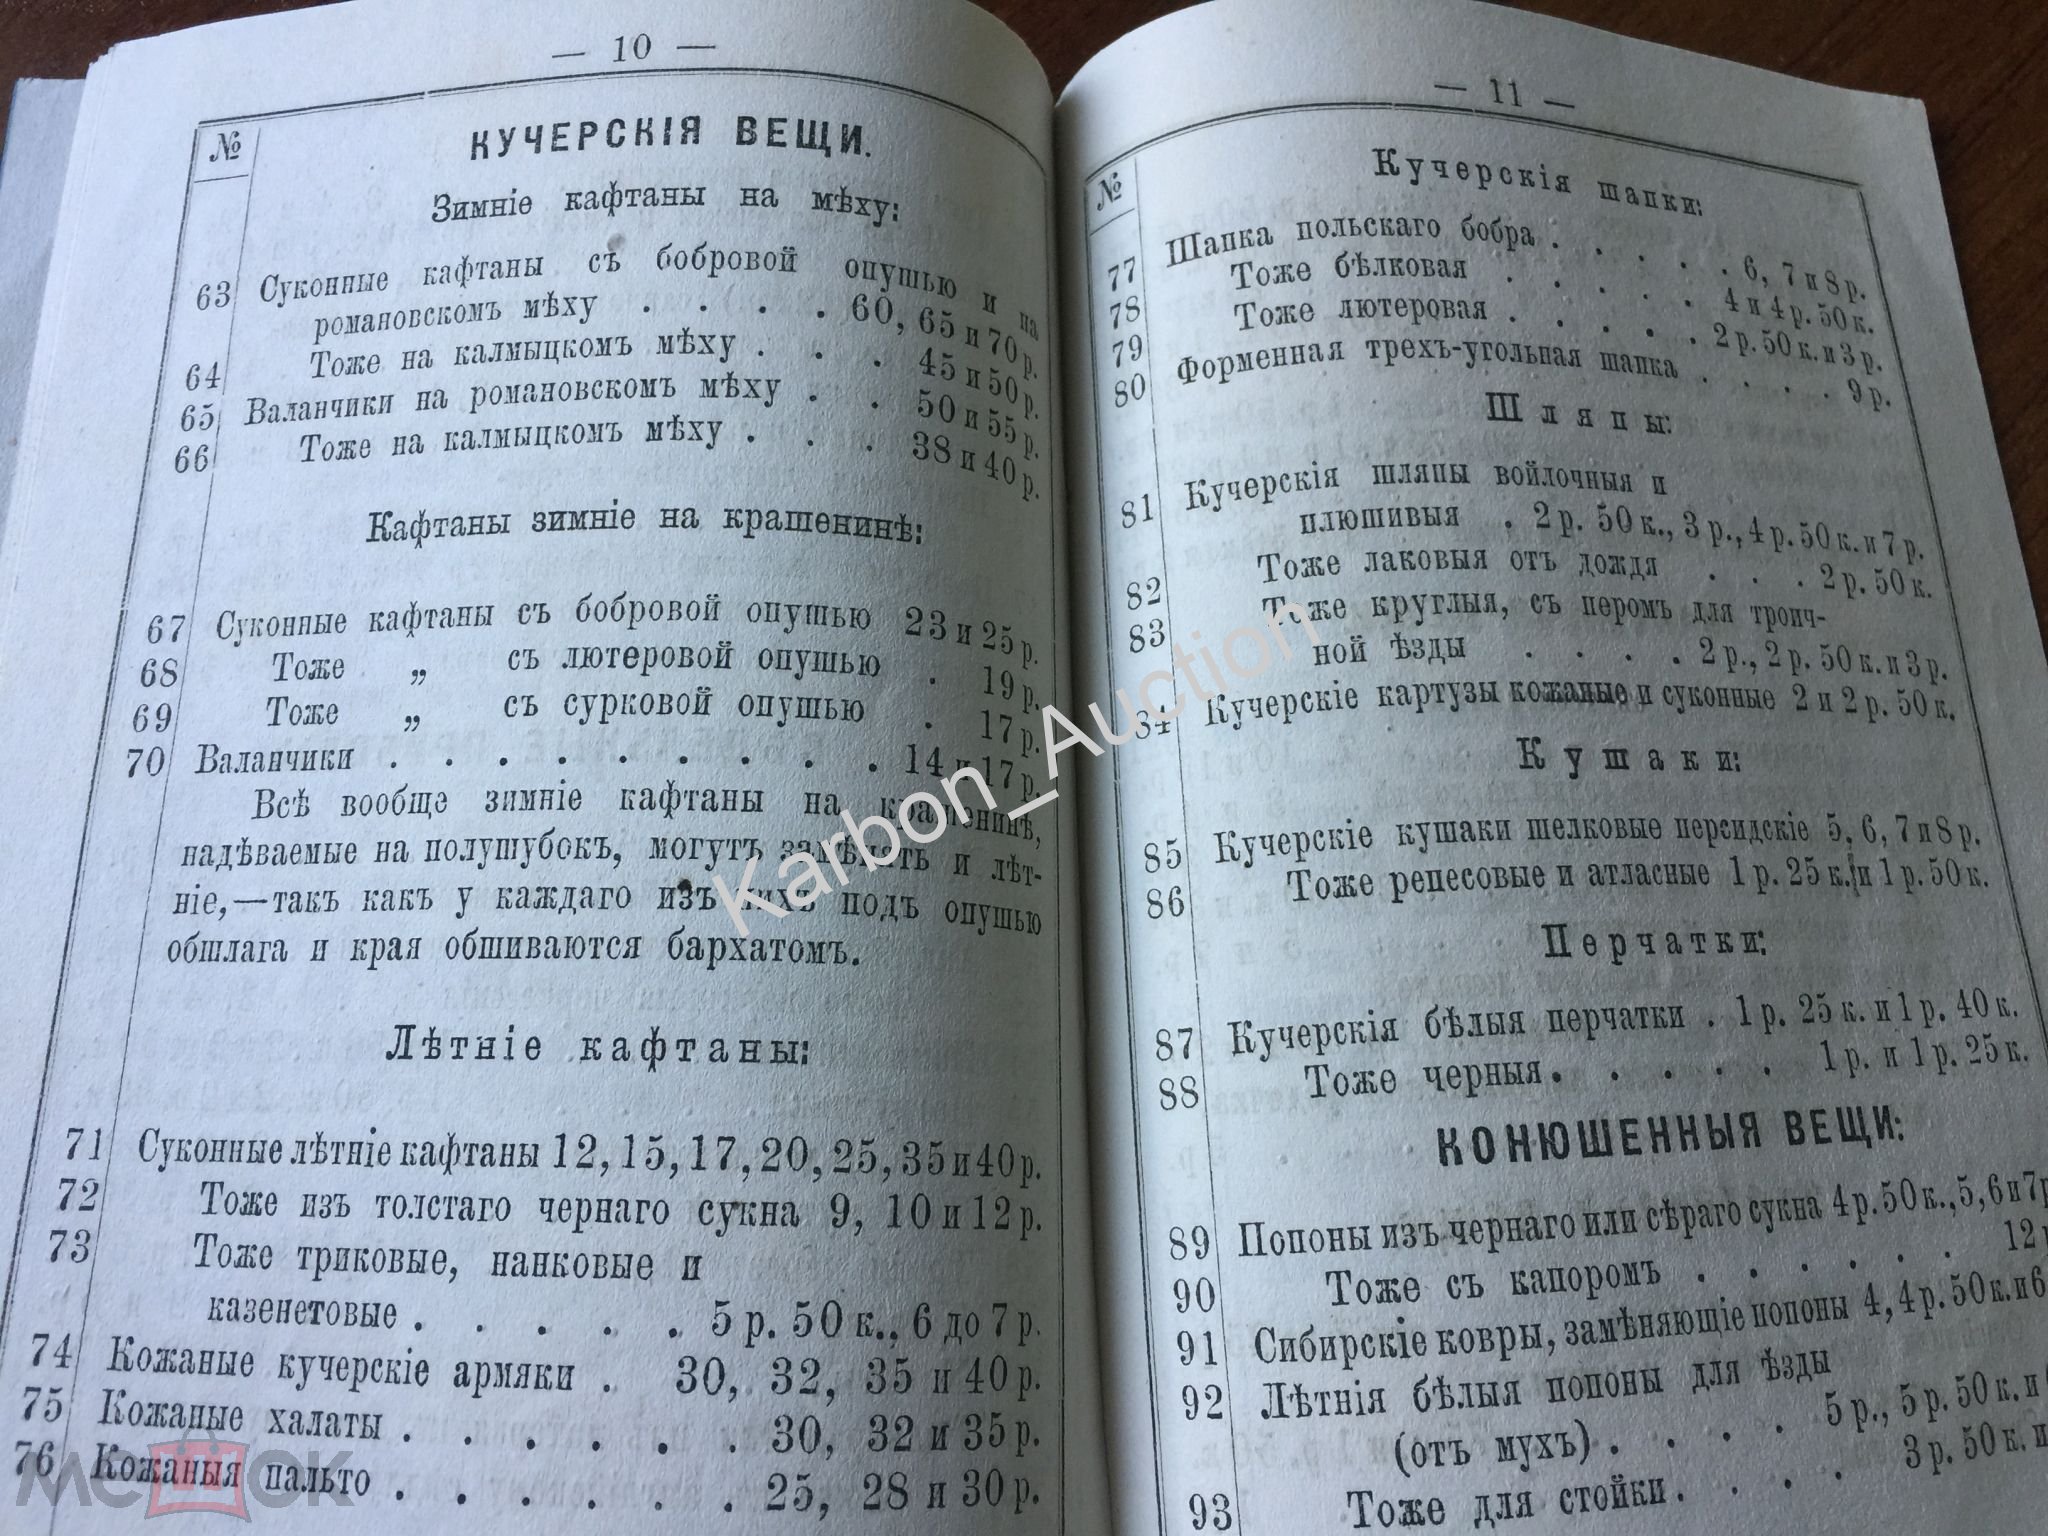 — 10 —
№
КУЧЕРСКІЯ ВЕЩИ.
Зимніе кафтаны на мѣху:
63 Суконные кафтаны съ бобровой опушью и на
романовскомъ мѣху . . . . 60, 65 и 70 р.
64 Тоже на калмыцкомъ мѣху . . . 45 и 50 р.
65 Валанчики на романовскомъ мѣху . . 50 и 55 р.
66 Тоже на калмыцкомъ мѣху . . . 38 и 40 р.
Кафтаны зимніе на крашенинѣ:
67 Суконные кафтаны съ бобровой опушью 23 и 25 р.
68 Тоже „ съ лютеровой опушью . 19 р.
69 Тоже „ съ сурковой опушью . 17 р.
70 Валанчики . . . . . . . . . 14 и 17 р.
Всѣ вообще зимніе кафтаны на крашенинѣ,
надѣваемые на полушубокъ, могутъ замѣнять и лѣт-
ніе,—такъ какъ у каждаго изъ нихъ подъ опушью
обшлага и края обшиваются бархатомъ.
Лѣтніе кафтаны:
71 Суконные лѣтніе кафтаны 12, 15, 17, 20, 25, 35 и 40 р.
72 Тоже изъ толстаго чернаго сукна 9, 10 и 12 р.
73 Тоже триковые, нанковые и
казенетовые . . . . . . 5 р. 50 к., 6 до 7 р.
74 Кожаные кучерскіе армяки . 30, 32, 35 и 40 р.
75 Кожаные халаты . . . . . . . 30, 32 и 35 р.
76 Кожаныя пальто . . . . . . . 25, 28 и 30 р.
— 11 —
№
Кучерскія шапки:
77 Шапка польскаго бобра . . . . . . 6, 7 и 8 р.
78 Тоже бѣлковая . . . . . 4 и 4 р. 50 к.
79 Тоже лютеровая . . . . . 2 р. 50 к. и 3 р.
80 Форменная трехъ-угольная шапка . . . . 9 р.
Шляпы:
81 Кучерскія шляпы войлочныя и
плюшивыя . 2 р. 50 к., 3 р., 4 р. 50 к. и 7 р.
82 Тоже лаковыя отъ дождя . . . 2 р. 50 к.
83 Тоже круглыя, съ перомъ для троич-
ной ѣзды . . . . 2 р., 2 р. 50 к. и 3 р.
84 Кучерскіе картузы кожаные и суконные 2 и 2 р. 50 к.
Кушаки:
85 Кучерскіе кушаки шелковые персидскіе 5, 6, 7 и 8 р.
86 Тоже репесовые и атласные 1 р. 25 к. и 1 р. 50 к.
Перчатки:
87 Кучерскія бѣлыя перчатки . 1 р. 25 к. и 1 р. 40 к.
88 Тоже черныя . . . . . . 1 р. и 1 р. 25 к.
КОНЮШЕННЫЯ ВЕЩИ:
89 Попоны изъ чернаго или сѣраго сукна 4 р. 50 к., 5, 6 и 7 р
90 Тоже съ капоромъ . . . . . . 12
91 Сибирскіе ковры, замѣняющіе попоны 4, 4 р. 50 к. и 6
92 Лѣтнія бѣлыя попоны для ѣзды
(отъ мухъ) . . . . 5 р., 5 р. 50 к. и
93 Тоже для стойки . . . . 3 р. 50 к. и
Karbon_Auction
мешок